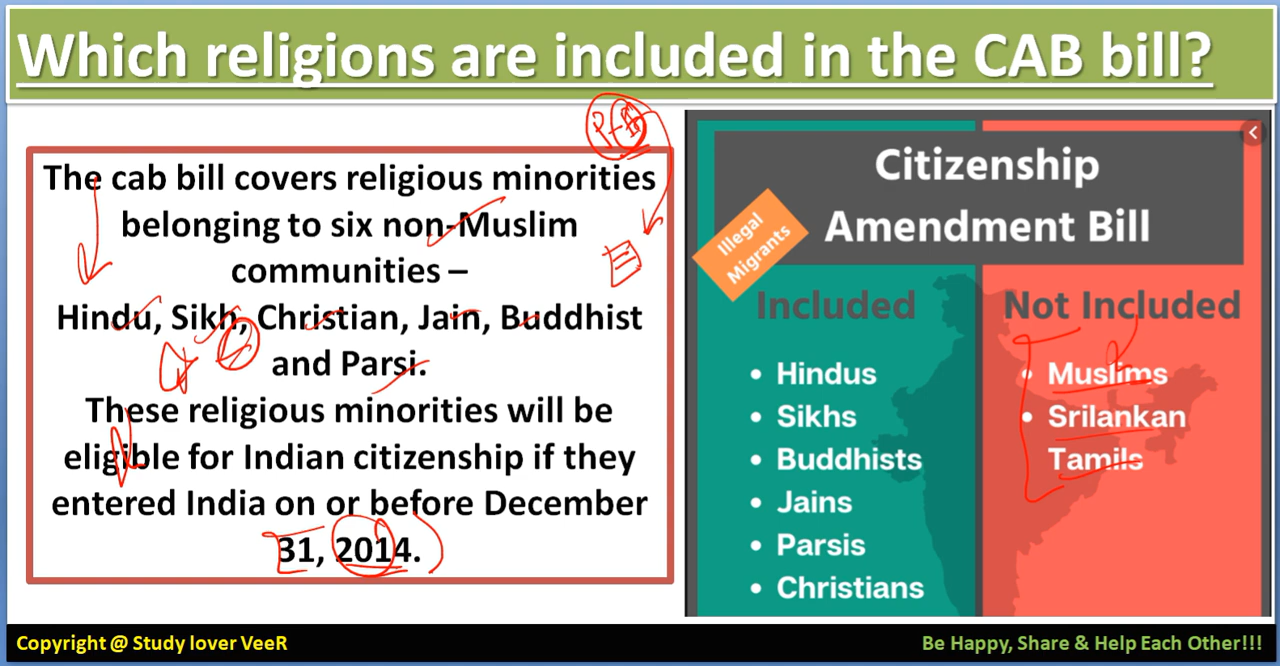 Which religions are included in the CAB bill?
The cab bill covers religious minorities
belonging to six non-Muslim
communities –
Hindu, Sikh, Christian, Jain, Buddhist
and Parsi.
These religious minorities will be
eligible for Indian citizenship if they
entered India on or before December
31, 2014.
Citizenship
Amendment Bill
Illegal
Migrants
Included
• Hindus
• Sikhs
• Buddhists
• Jains
• Parsis
• Christians
Not Included
• Muslims
• Srilankan
Tamils
Copyright @ Study lover VeeR
Be Happy, Share & Help Each Other!!!